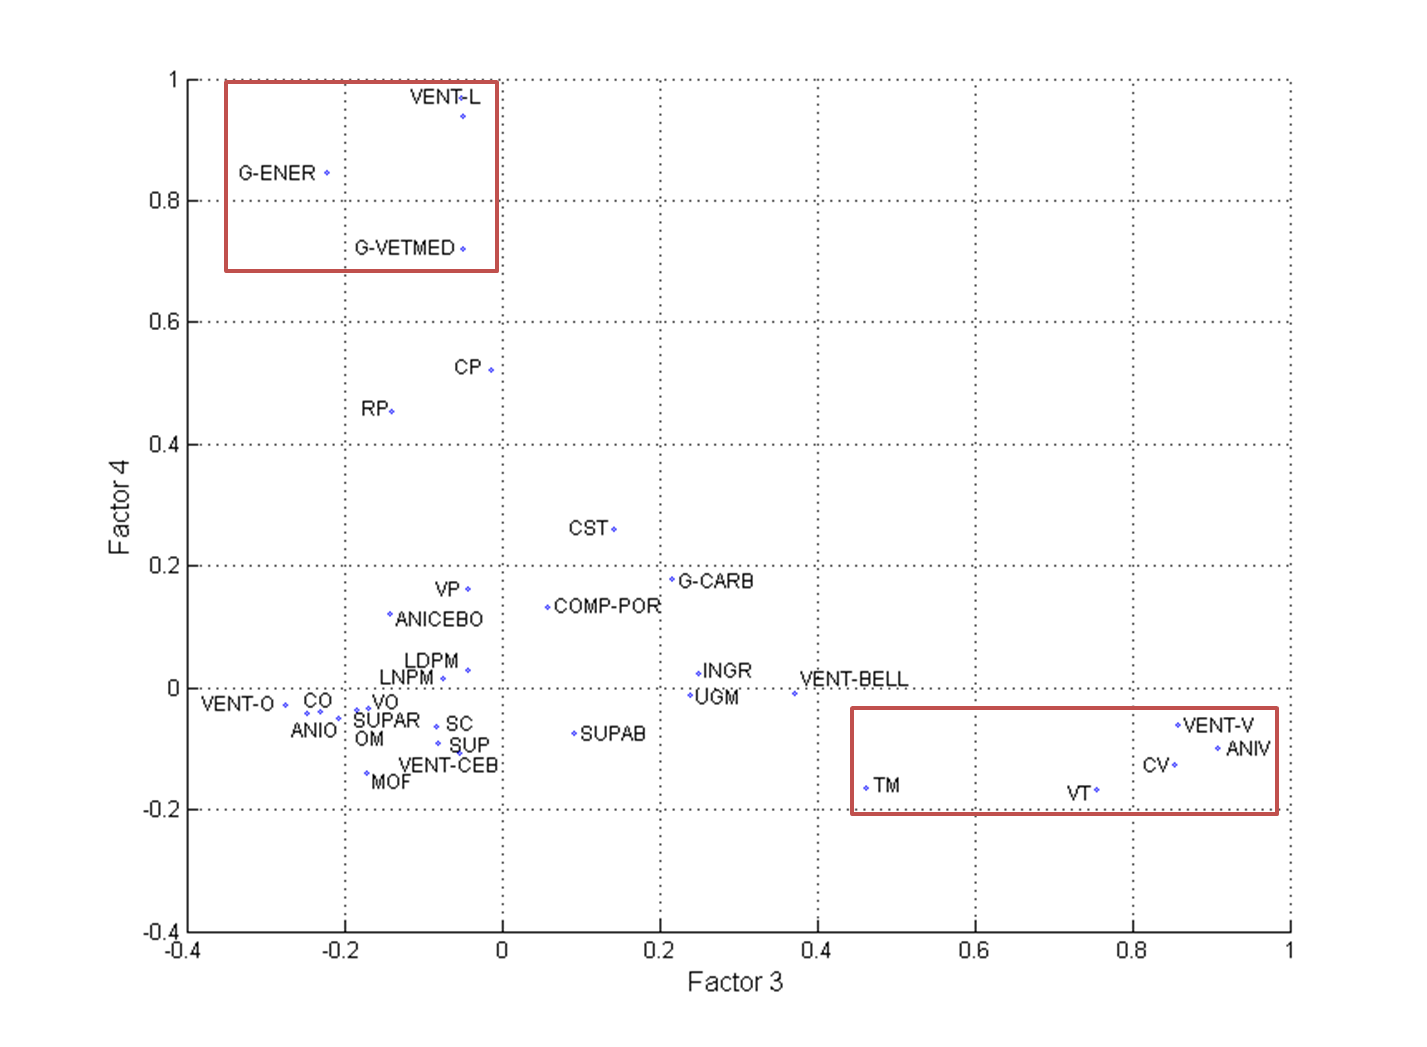 1
VENT-L
G-ENER
0.8
G-VETMED
0.6
CP
RP
0.4
Factor 4
CST
0.2
G-CARB
VP
COMP-POR
ANICEBO
LDPM
INGR
LNPM
VENT-BELL
0
UGM
VENT-O
CO
VO
ANIO
SUPAR
SC
VENT-V
SUPAB
OM
SUP
ANIV
VENT-CEB
CV
MOF
TM
VT
-0.2
-0.4
-0.4 -0.2 0 0.2 0.4 0.6 0.8 1
Factor 3